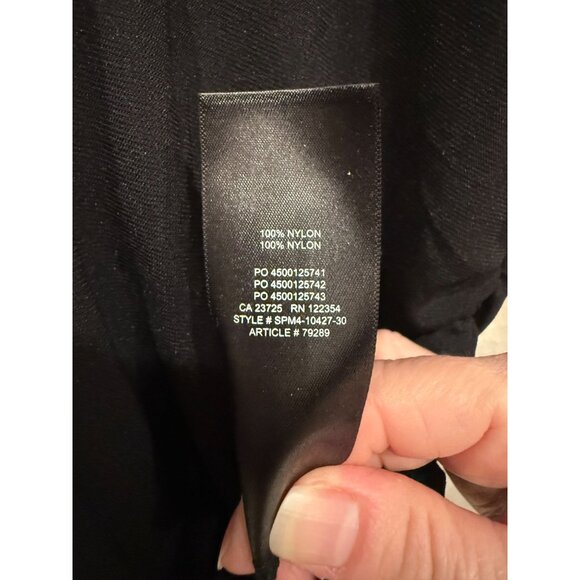 100% NYLON
100% NYLON
PO 4500125741
PO 4500125742
PO 4500125743
CA 23725 RN 122354
STYLE # SPM4-10427-30
ARTICLE # 79289